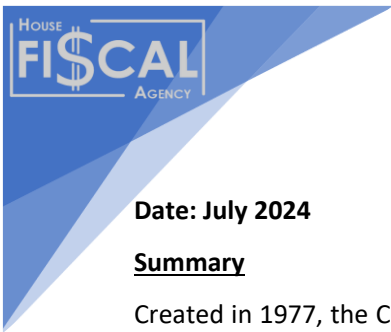 HOUSE
FI$CAL
AGENCY
Date: July 2024
Summary
Created in 1977, the C